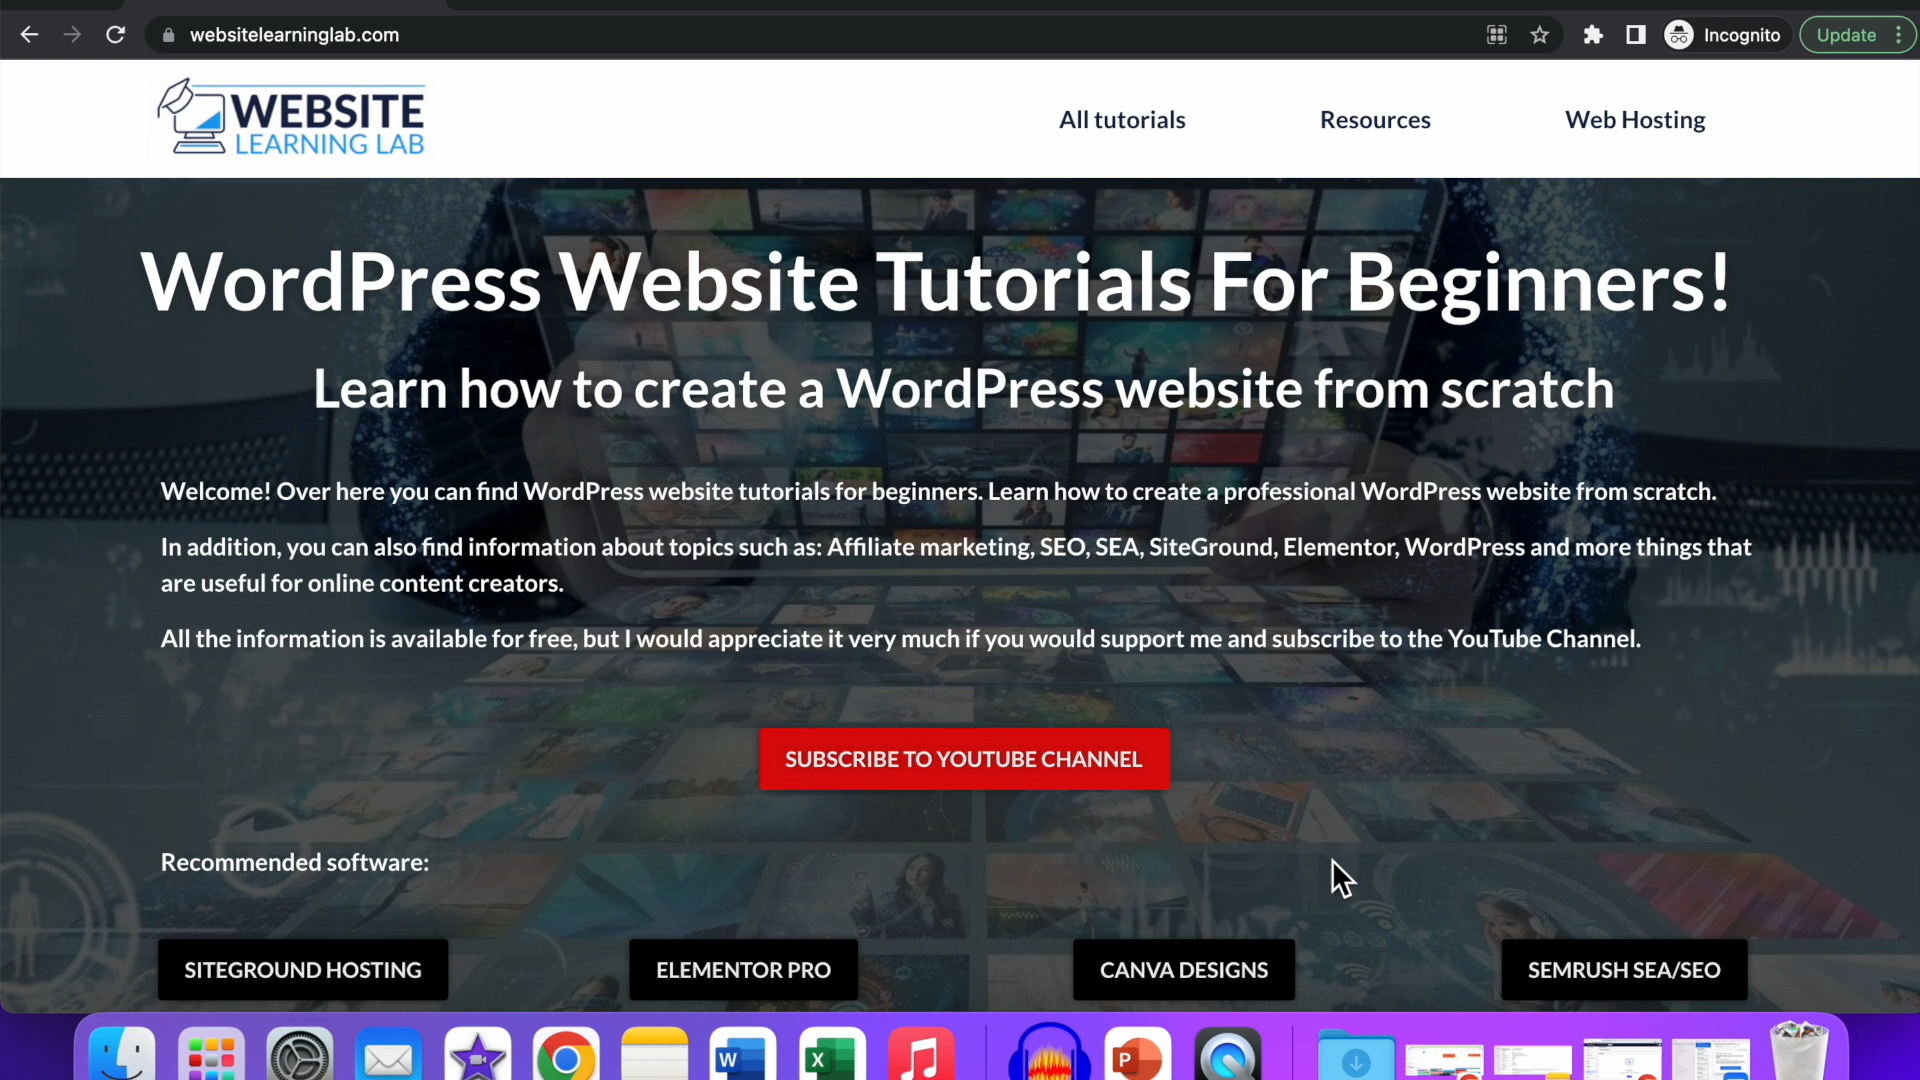 websitelearninglab.com
Incognito
Update
WEBSITE
LEARNING LAB
All tutorials
Resources
Web Hosting
WordPress Website Tutorials For Beginners!
Learn how to create a WordPress website from scratch
Welcome! Over here you can find WordPress website tutorials for beginners. Learn how to create a professional WordPress website from scratch.
In addition, you can also find information about topics such as: Affiliate marketing, SEO, SEA, SiteGround, Elementor, WordPress and more things that
are useful for online content creators.
All the information is available for free, but I would appreciate it very much if you would support me and subscribe to the YouTube Channel.
SUBSCRIBE TO YOUTUBE CHANNEL
Recommended software:
SITEGROUND HOSTING
ELEMENTOR PRO
CANVA DESIGNS
SEMRUSH SEA/SEO
W
X
P